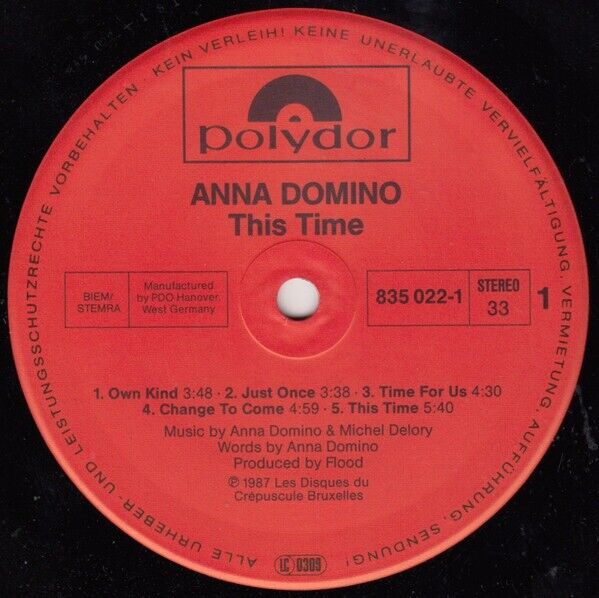 ALLE URHEBER- UND LEISTUNGSSCHUTZRECHTE VORBEHALTEN · KEIN VERLEIH! KEINE UNERLAUBTE VERVIELFÄLTIGUNG, VERMIETUNG, AUFFÜHRUNG, SENDUNG!
polydor
ANNA DOMINO
This Time
BIEM/
STEMRA
Manufactured
by PDO Hanover,
West Germany
835 022-1
STEREO
33
1
1. Own Kind 3:48 · 2. Just Once 3:38 · 3. Time For Us 4:30
4. Change To Come 4:59 · 5. This Time 5:40
Music by Anna Domino & Michel Delory
Words by Anna Domino
Produced by Flood
℗ 1987 Les Disques du
Crépuscule Bruxelles
LC 0309